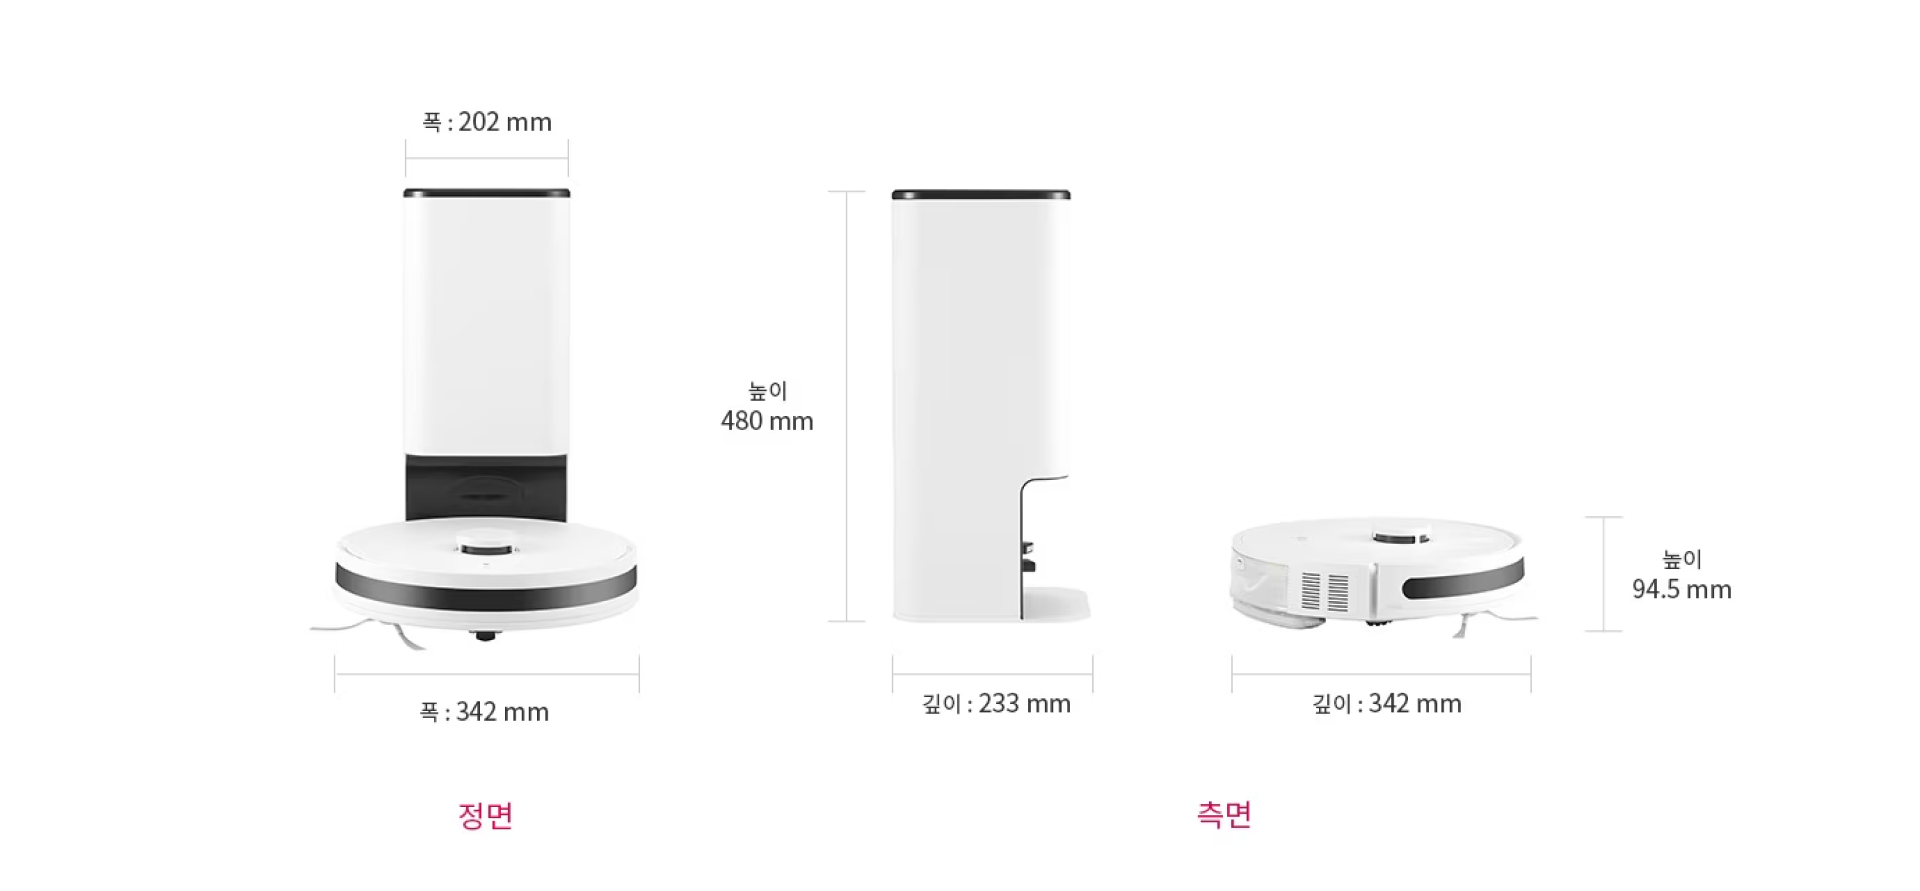 폭 : 202 mm
높이
480 mm
높이
94.5 mm
폭 : 342 mm
깊이 : 233 mm
깊이 : 342 mm
정면
측면